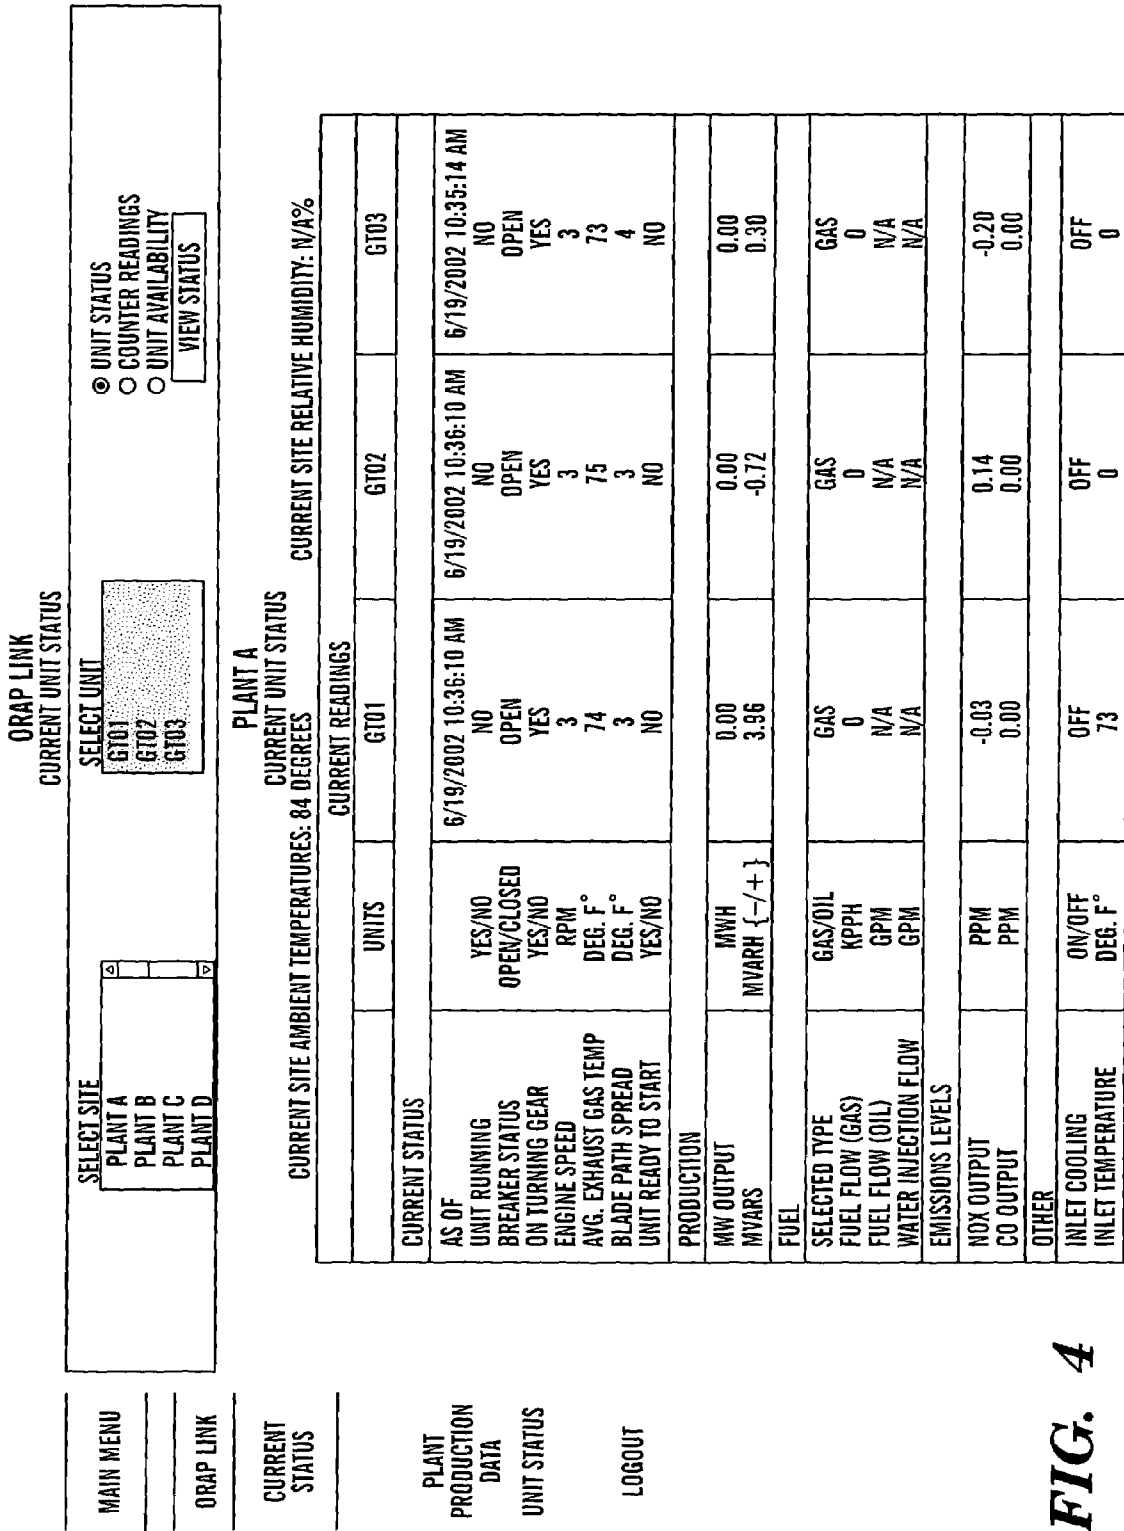 ORAP LINK
CURRENT UNIT STATUS
MAIN MENU
ORAP LINK
CURRENT
STATUS
PLANT
PRODUCTION
DATA
UNIT STATUS
LOGOUT
SELECT SITE
PLANT A
PLANT B
PLANT C
PLANT D
SELECT UNIT
GT01
GT02
GT03
UNIT STATUS
COUNTER READINGS
UNIT AVAILABILITY
VIEW STATUS
PLANT A
CURRENT UNIT STATUS
CURRENT SITE AMBIENT TEMPERATURES: 84 DEGREES CURRENT SITE RELATIVE HUMIDITY: N/A%
CURRENT READINGS
UNITS GT01 GT02 GT03
CURRENT STATUS
AS OF 6/19/2002 10:36:10 AM 6/19/2002 10:36:10 AM 6/19/2002 10:35:14 AM
UNIT RUNNING YES/NO NO NO NO
BREAKER STATUS OPEN/CLOSED OPEN OPEN OPEN
ON TURNING GEAR YES/NO YES YES YES
ENGINE SPEED RPM 3 3 3
AVG. EXHAUST GAS TEMP DEG. F° 74 75 73
BLADE PATH SPREAD DEG. F° 3 3 4
UNIT READY TO START YES/NO NO NO NO
PRODUCTION
MW OUTPUT MWH 0.00 0.00 0.00
MVARS MVARH {-/+} 3.96 -0.72 0.30
FUEL
SELECTED TYPE GAS/OIL GAS GAS GAS
FUEL FLOW (GAS) KPPH 0 0 0
FUEL FLOW (OIL) GPM N/A N/A N/A
WATER INJECTION FLOW GPM N/A N/A N/A
EMISSIONS LEVELS
NOX OUTPUT PPM -0.03 0.14 -0.20
CO OUTPUT PPM 0.00 0.00 0.00
OTHER
INLET COOLING ON/OFF OFF OFF OFF
INLET TEMPERATURE DEG. F° 73 0 0
FIG. 4